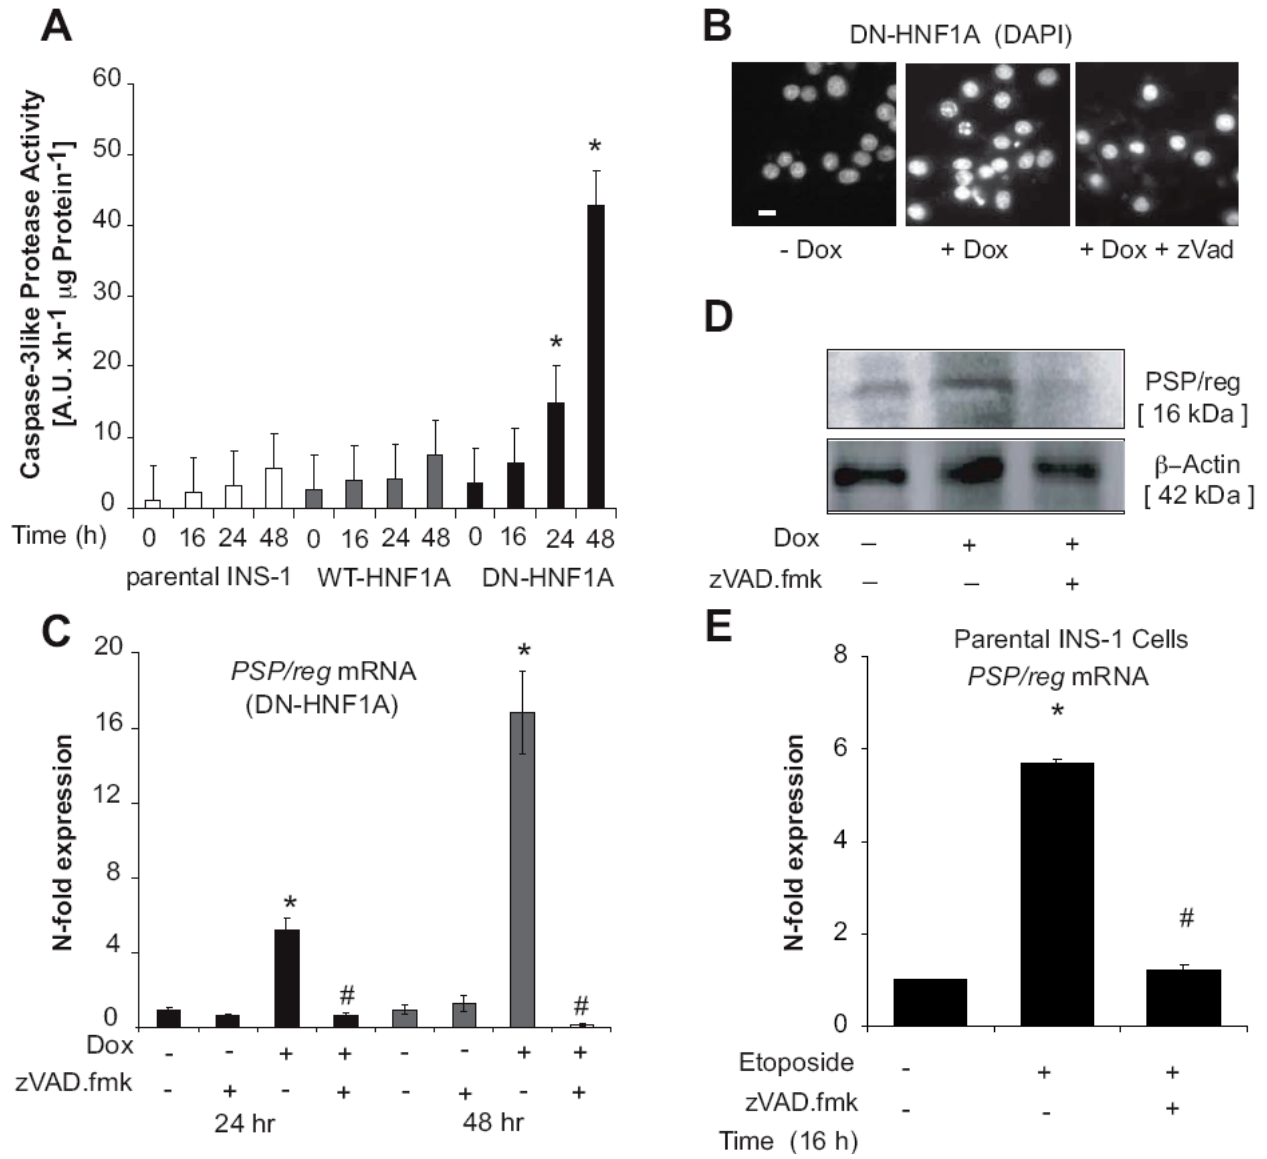 A
Caspase-3like Protease Activity
[A.U. xh-1 µg Protein-1]
60
50
40
30
20
10
0
*
*
Time (h) 0 16 24 48 0 16 24 48 0 16 24 48
parental INS-1 WT-HNF1A DN-HNF1A
B
DN-HNF1A (DAPI)
- Dox + Dox + Dox + zVad
D
PSP/reg
[ 16 kDa ]
β–Actin
[ 42 kDa ]
Dox – + +
zVAD.fmk – – +
C
PSP/reg mRNA
(DN-HNF1A)
N-fold expression
20
16
12
8
4
0
*
#
*
#
Dox - - + + - - + +
zVAD.fmk - + - + - + - +
24 hr 48 hr
E
Parental INS-1 Cells
PSP/reg mRNA
N-fold expression
8
6
4
2
0
*
#
Etoposide - + +
zVAD.fmk - - +
Time (16 h)